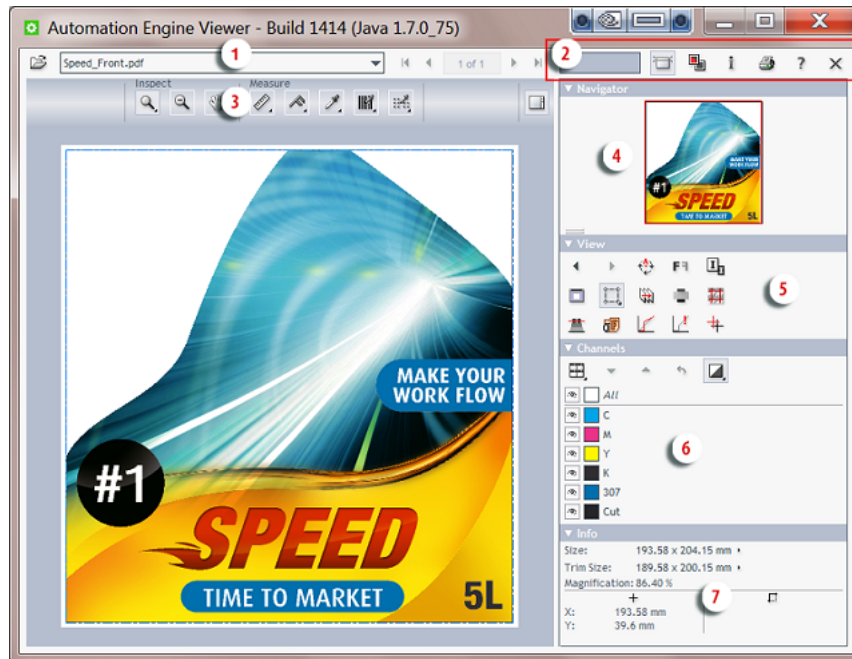 Automation Engine Viewer - Build 1414 (Java 1.7.0_75)
1
2
Speed_Front.pdf
1 of 1
i
?
Inspect
Measure
3
Navigator
4
MAKE YOUR
WORK FLOW
#1
SPEED
TIME TO MARKET
5L
View
5
Channels
All
C
M
Y
6
K
307
Cut
Info
Size: 193.58 x 204.15 mm
Trim Size: 189.58 x 200.15 mm
Magnification: 86.40 %
7
X: 193.58 mm
Y: 39.6 mm
MAKE YOUR
WORK FLOW
#1
SPEED
TIME TO MARKET
5L